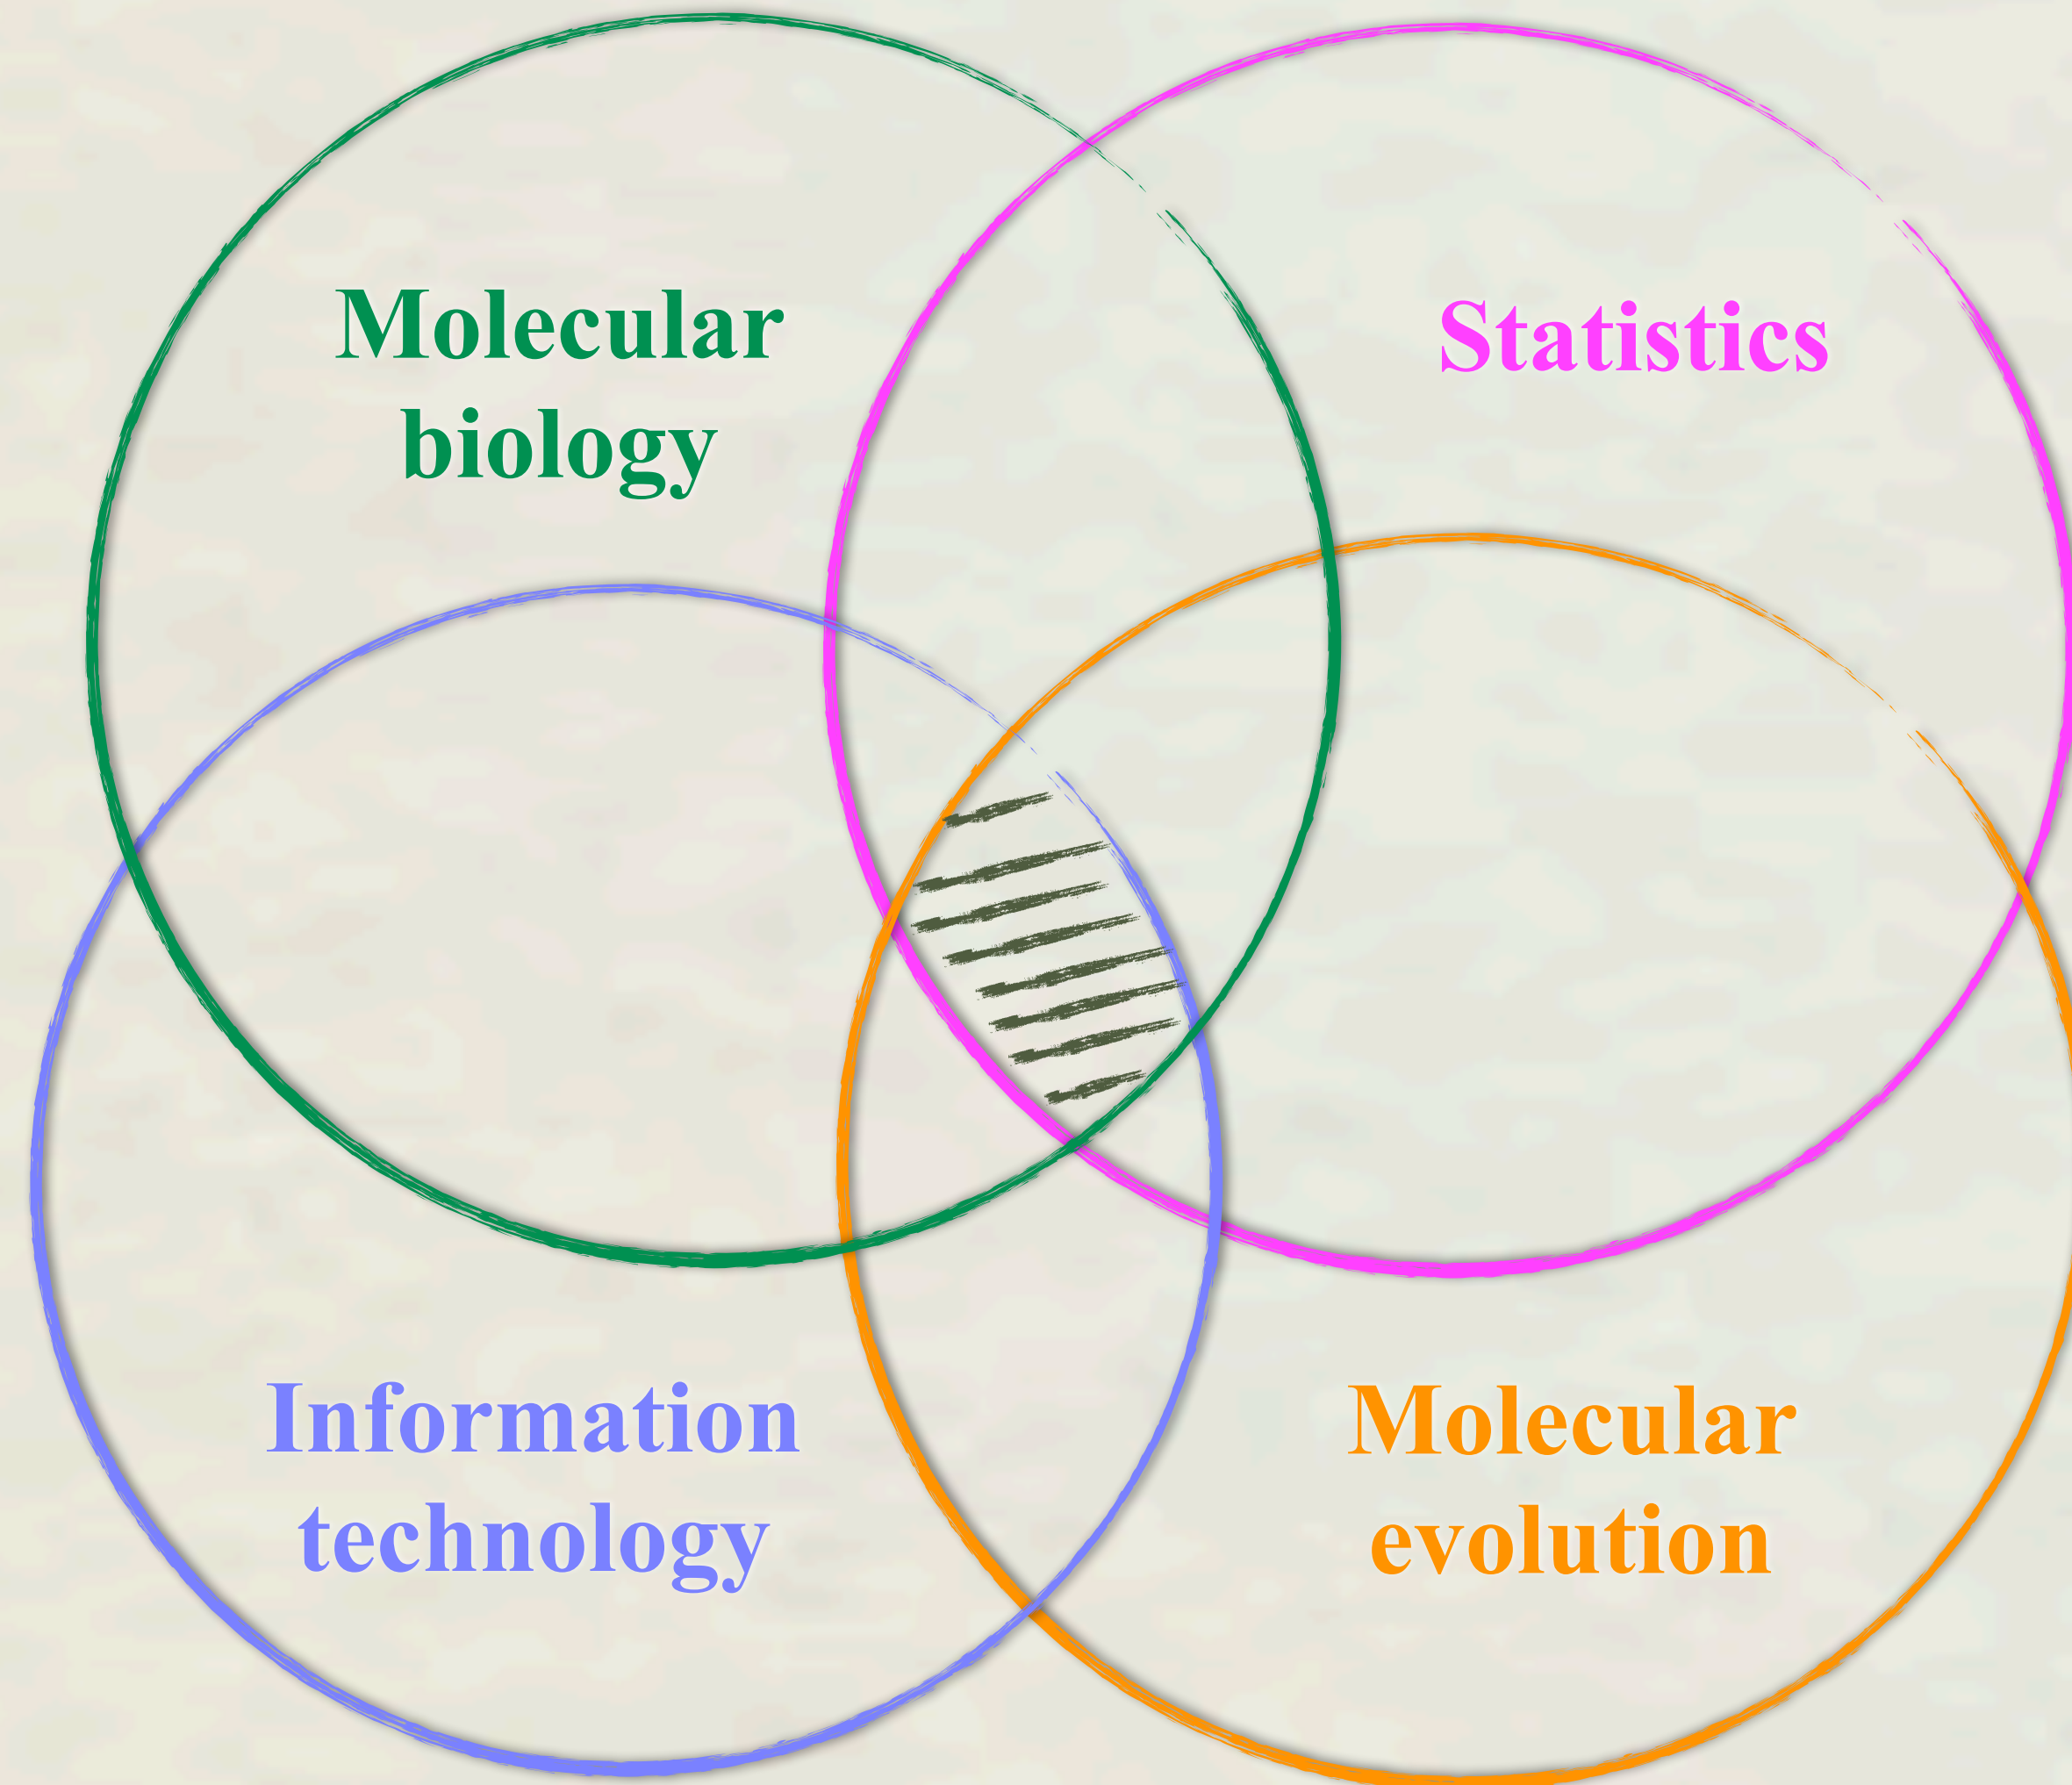 Molecular
biology
Statistics
Information
technology
Molecular
evolution